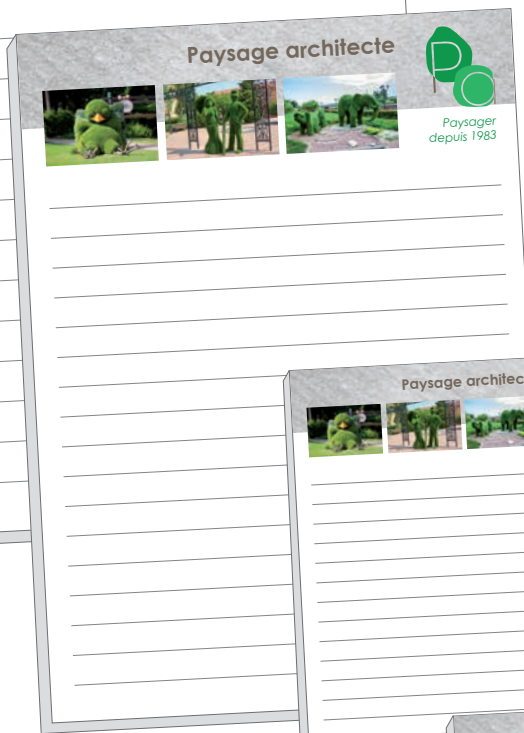 Paysage architecte
P
O
Paysager
depuis 1983
Paysage architec